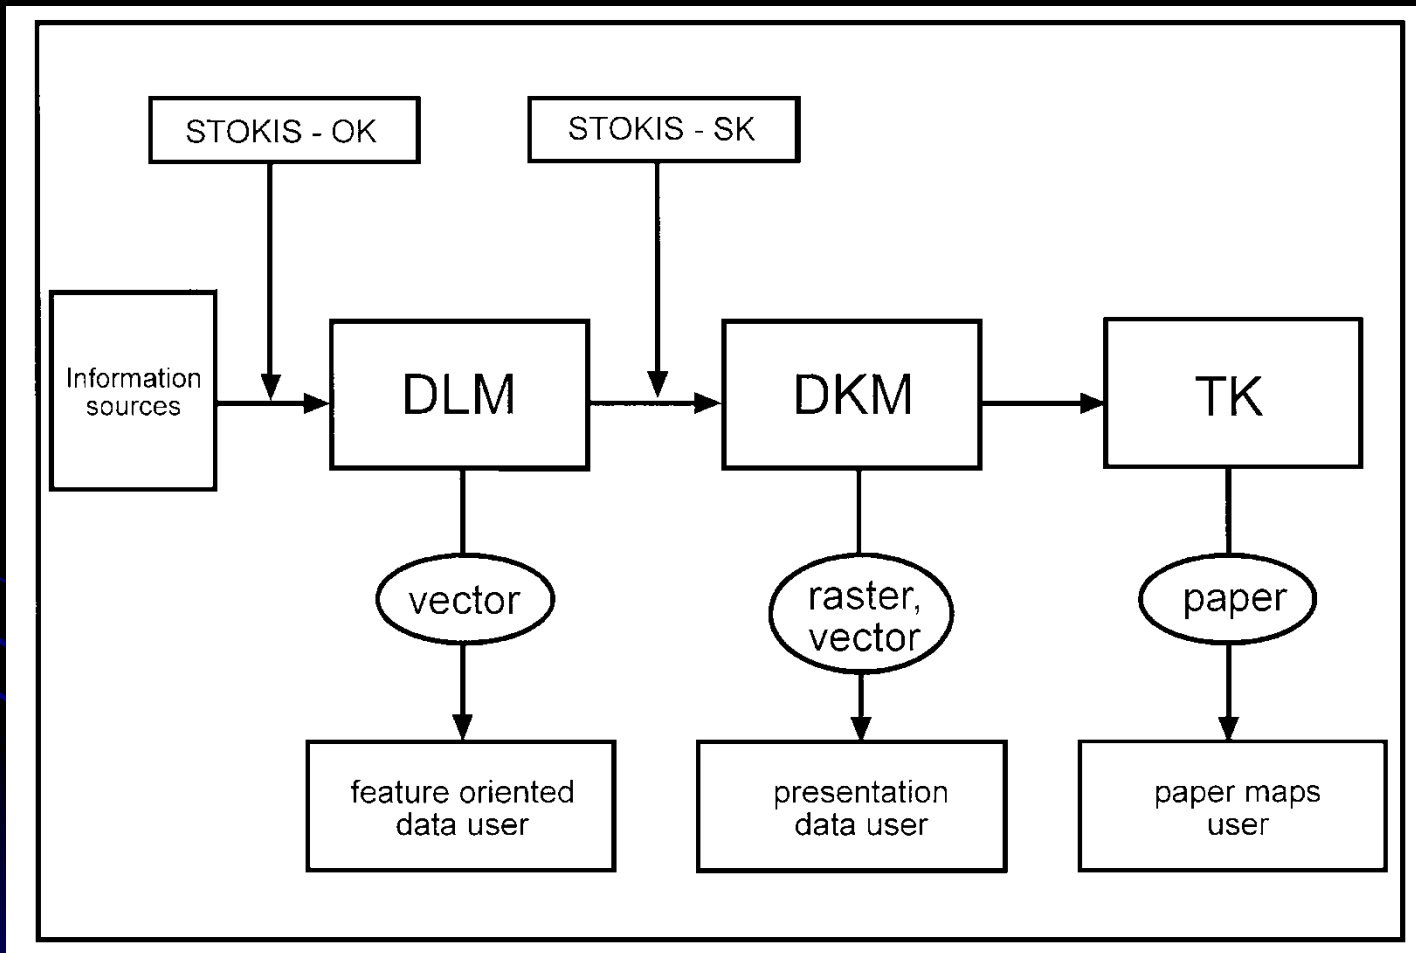 STOKIS - OK
STOKIS - SK
Information
sources
DLM
DKM
TK
vector
raster,
vector
paper
feature oriented
data user
presentation
data user
paper maps
user